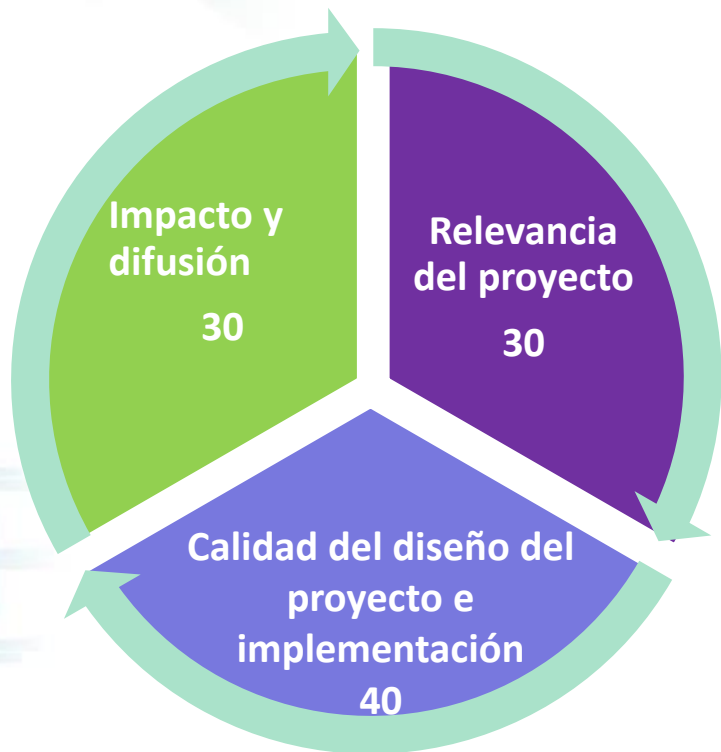 Impacto y
difusión
30
Relevancia
del proyecto
30
Calidad del diseño del
proyecto e
implementación
40